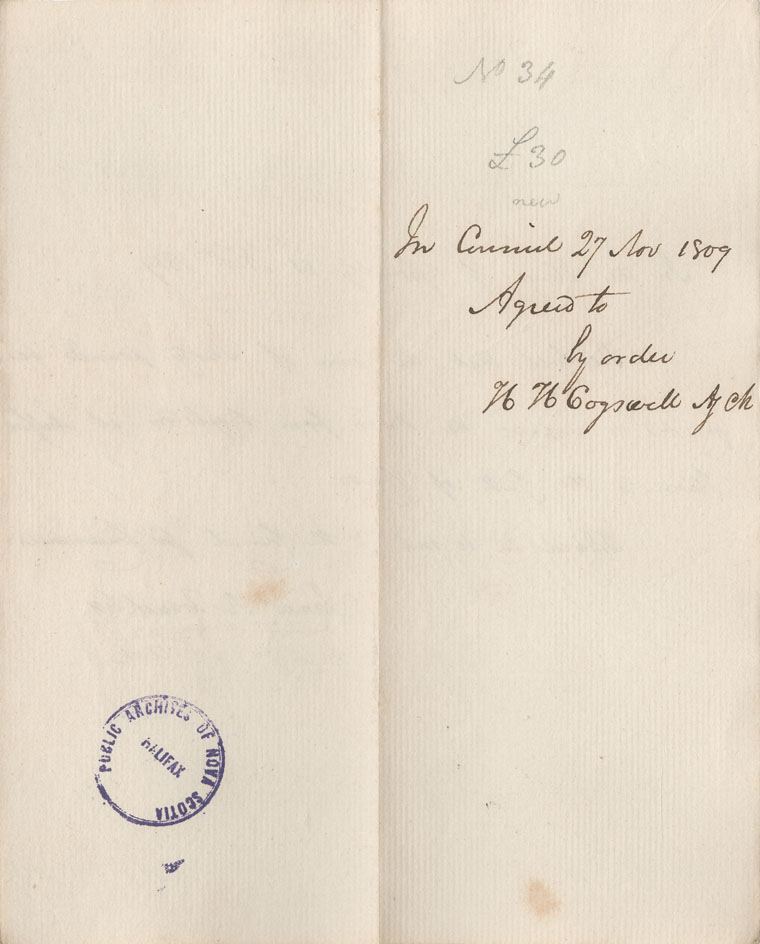 No 34
£30
new
In Council 27 Nov 1809
Agreed to
by order
H H Cogswell
PUBLIC ARCHIVES OF NOVA SCOTIA
HALIFAX